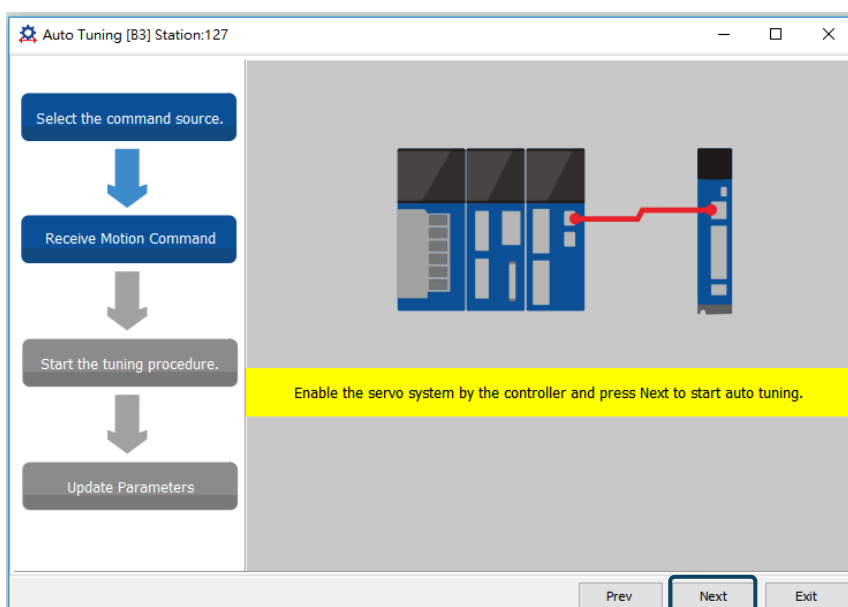 Auto Tuning [B3] Station:127
Select the command source.
Receive Motion Command
Start the tuning procedure.
Update Parameters
Enable the servo system by the controller and press Next to start auto tuning.
Prev Next Exit